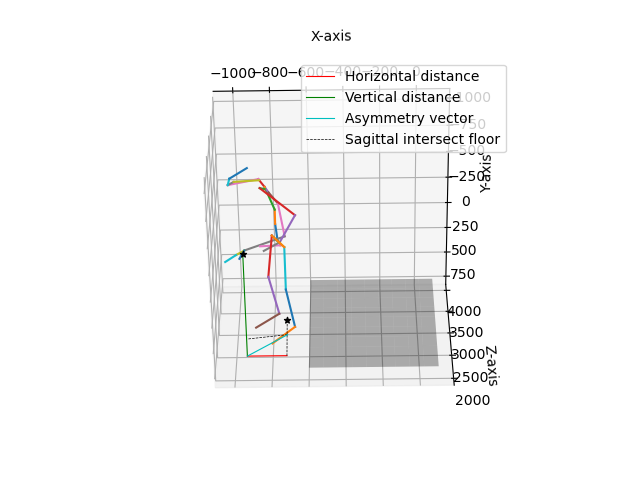 X-axis
−1000 −800 −600 −400 −200 0
Horizontal distance
Vertical distance
Asymmetry vector
Sagittal intersect floor
−1000
−750
−500
−250
0
250
500
750
Y-axis
4000
3500
3000
2500
2000
Z-axis